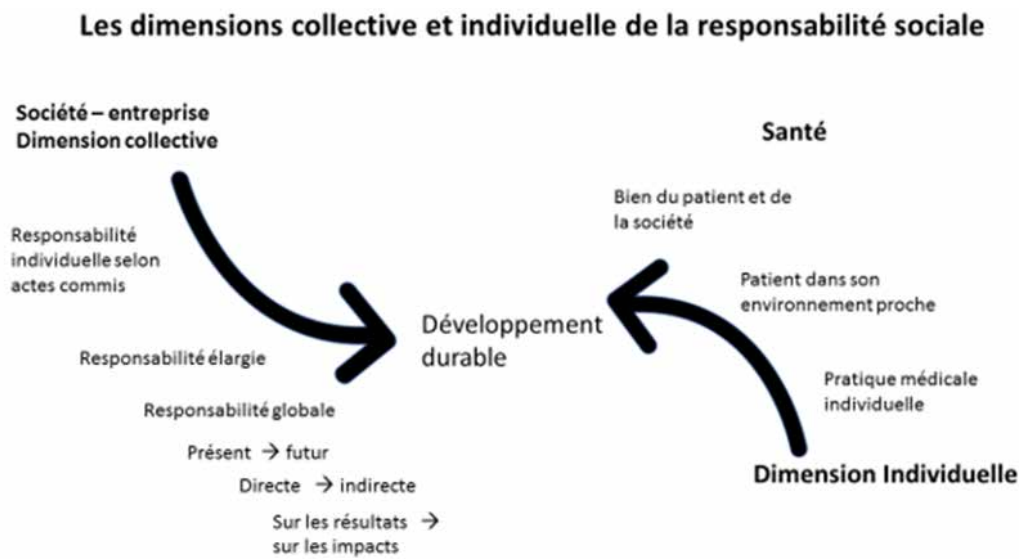 Les dimensions collective et individuelle de la responsabilité sociale
Société – entreprise
Dimension collective
Responsabilité
individuelle selon
actes commis
Responsabilité élargie
Responsabilité globale
Présent → futur
Directe → indirecte
Sur les résultats →
sur les impacts
Développement
durable
Santé
Bien du patient et de
la société
Patient dans son
environnement proche
Pratique médicale
individuelle
Dimension Individuelle